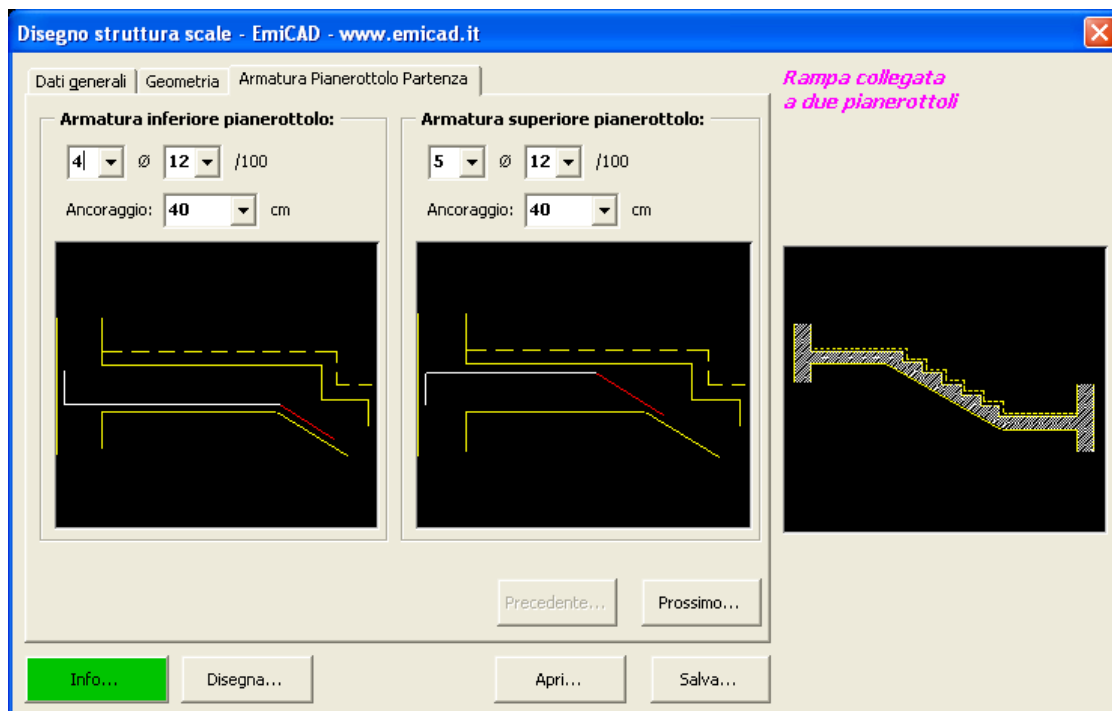 Disegno struttura scale - EmiCAD - www.emicad.it
Dati generali Geometria Armatura Pianerottolo Partenza
Rampa collegata
a due pianerottoli
Armatura inferiore pianerottolo:
4 Ø 12 /100
Ancoraggio: 40 cm
Armatura superiore pianerottolo:
5 Ø 12 /100
Ancoraggio: 40 cm
Precedente... Prossimo...
Info... Disegna... Apri... Salva...